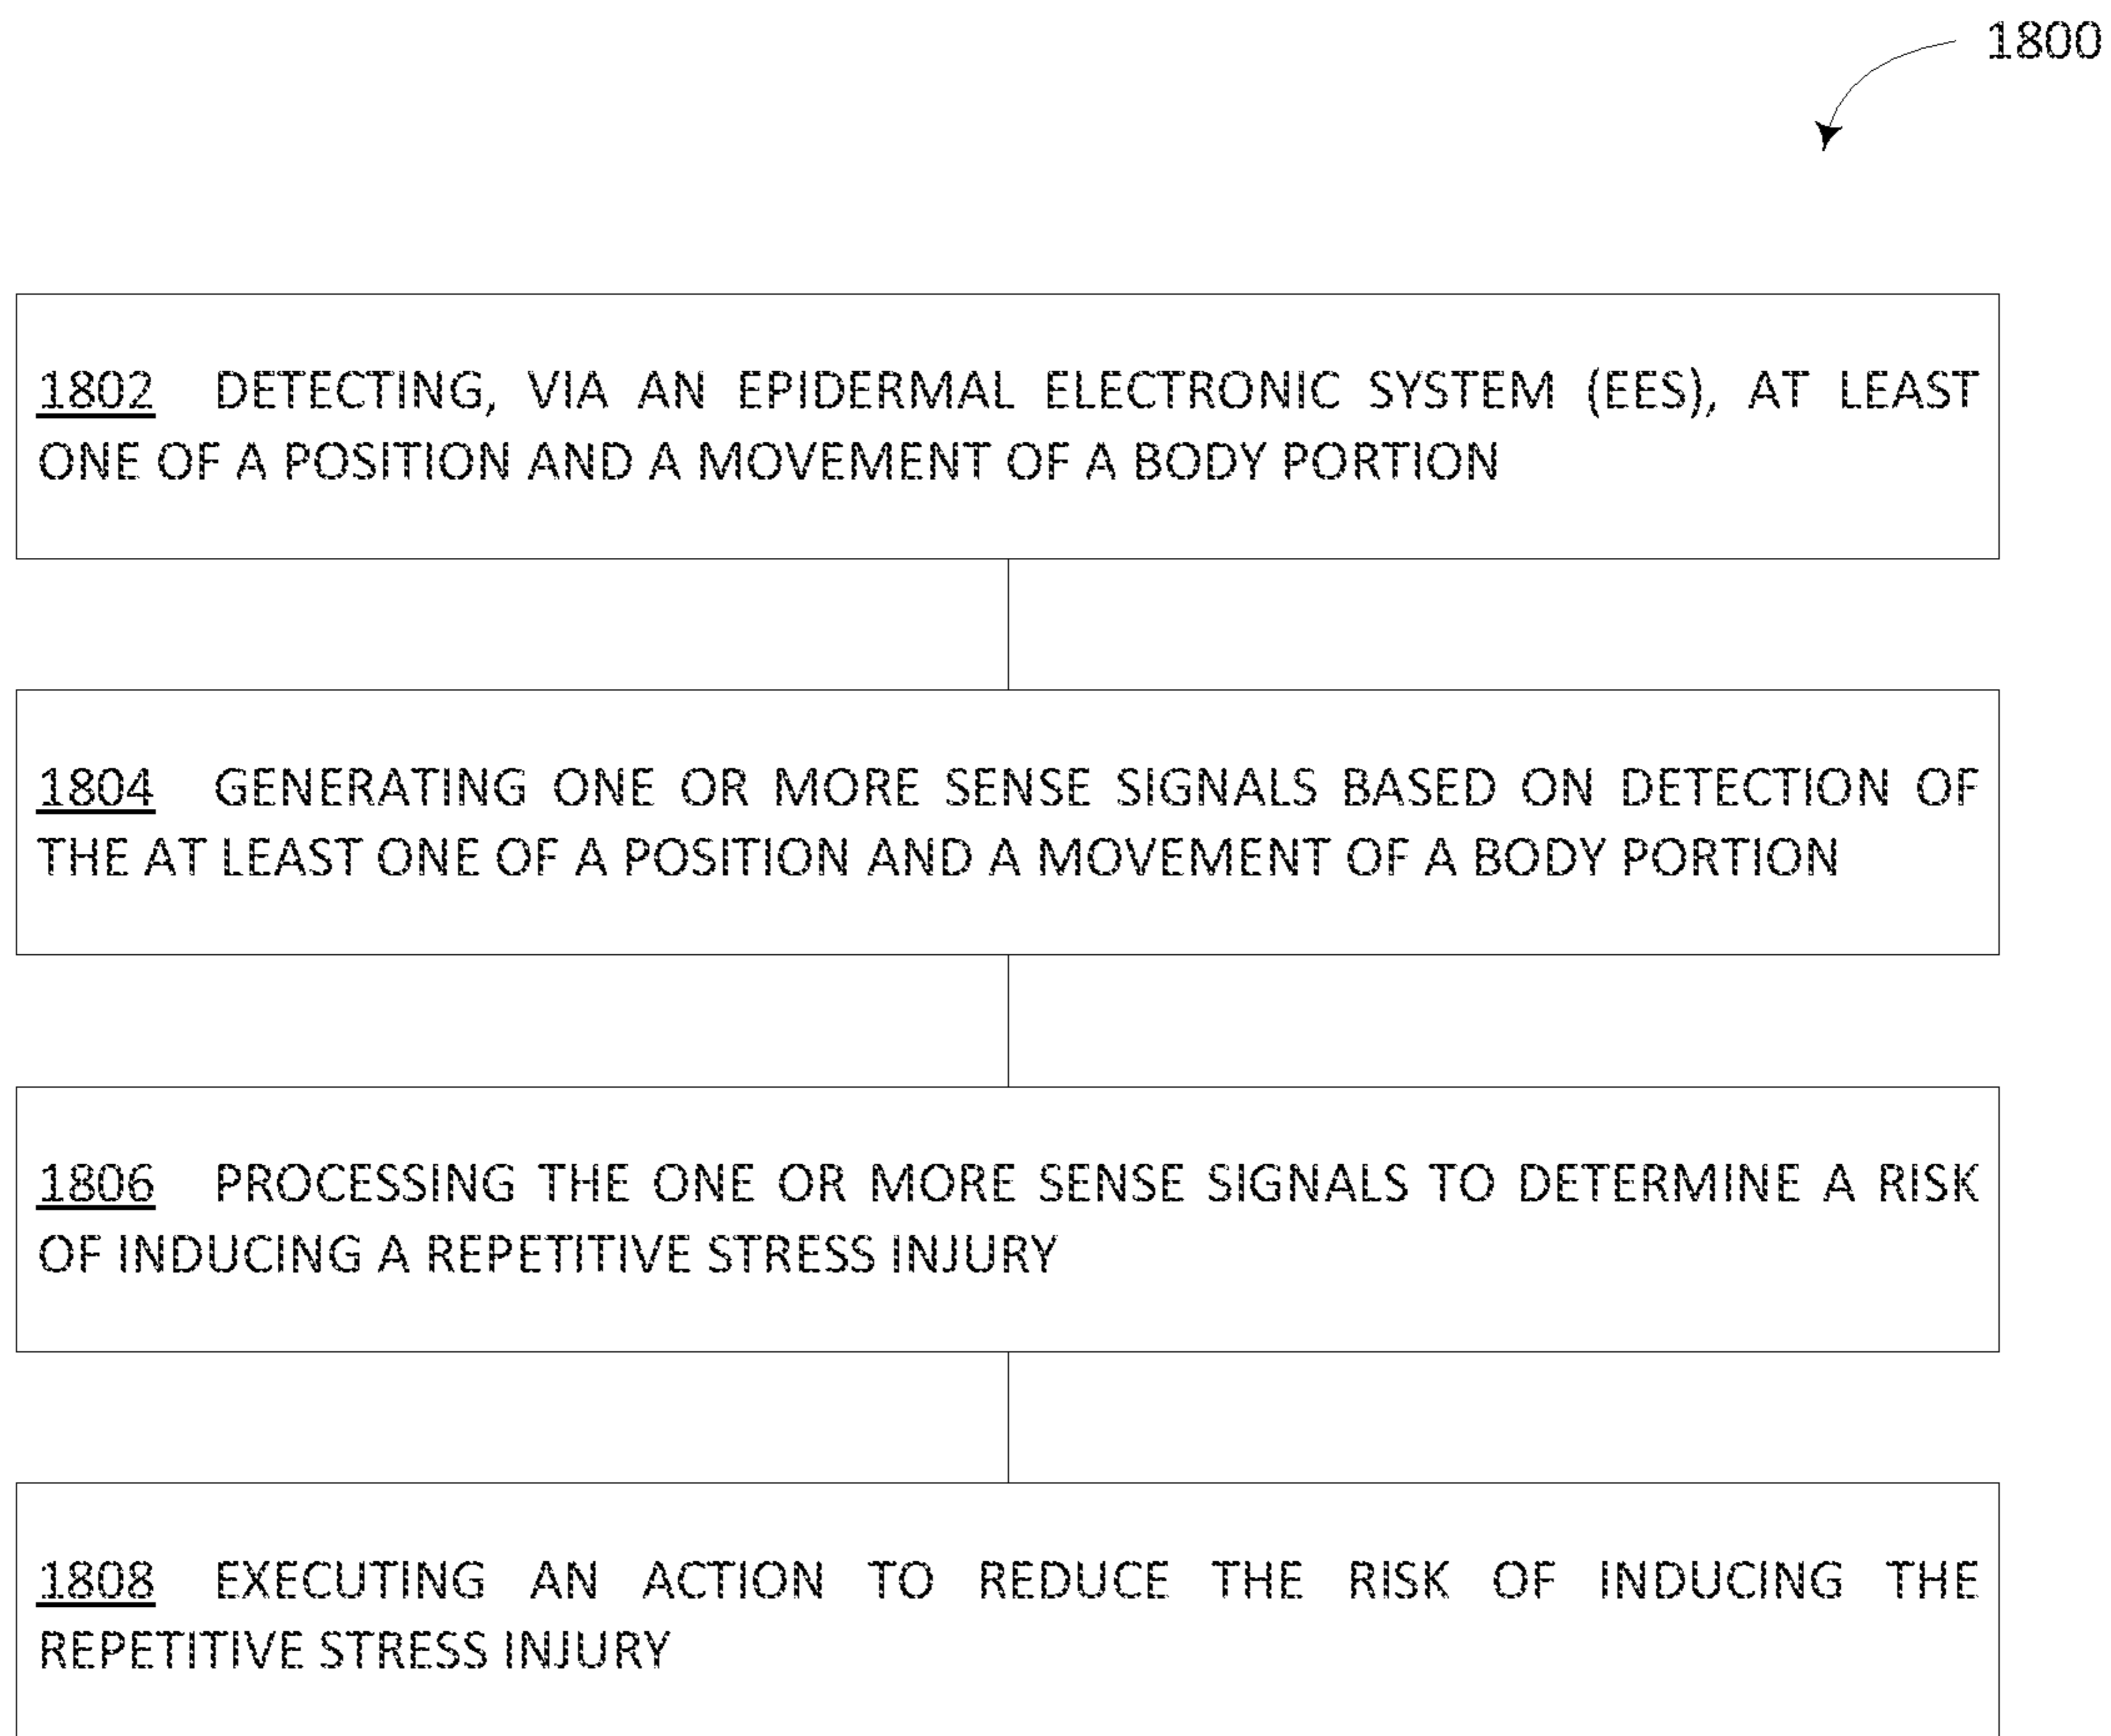 1800
1802 DETECTING, VIA AN EPIDERMAL ELECTRONIC SYSTEM (EES), AT LEAST
ONE OF A POSITION AND A MOVEMENT OF A BODY PORTION
1804 GENERATING ONE OR MORE SENSE SIGNALS BASED ON DETECTION OF
THE AT LEAST ONE OF A POSITION AND A MOVEMENT OF A BODY PORTION
1806 PROCESSING THE ONE OR MORE SENSE SIGNALS TO DETERMINE A RISK
OF INDUCING A REPETITIVE STRESS INJURY
1808 EXECUTING AN ACTION TO REDUCE THE RISK OF INDUCING THE
REPETITIVE STRESS INJURY